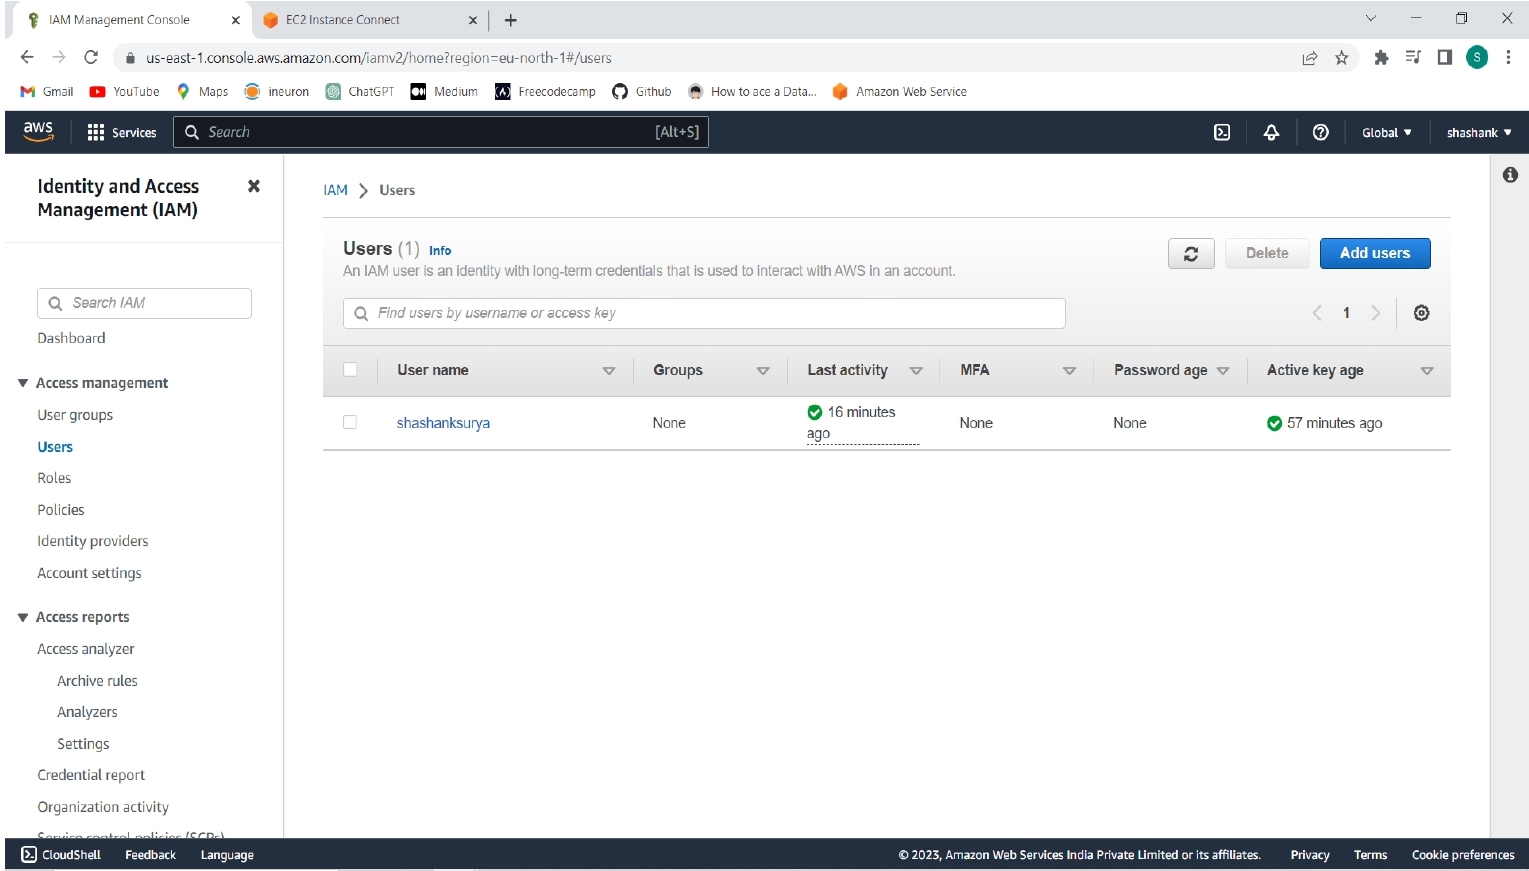 IAM Management Console
EC2 Instance Connect
us-east-1.console.aws.amazon.com/iamv2/home?region=eu-north-1#/users
S
Gmail YouTube Maps ineuron ChatGPT Medium Freecodecamp Github How to ace a Data... Amazon Web Service
aws Services Search [Alt+S] Global shashank
Identity and Access
Management (IAM)
Search IAM
Dashboard
Access management
User groups
Users
Roles
Policies
Identity providers
Account settings
Access reports
Access analyzer
Archive rules
Analyzers
Settings
Credential report
Organization activity
Service control policies (SCPs)
IAM > Users
Users (1) Info
An IAM user is an identity with long-term credentials that is used to interact with AWS in an account.
Delete
Add users
Find users by username or access key
1
User name Groups Last activity MFA Password age Active key age
shashanksurya None 16 minutes ago None None 57 minutes ago
CloudShell Feedback Language © 2023, Amazon Web Services India Private Limited or its affiliates. Privacy Terms Cookie preferences